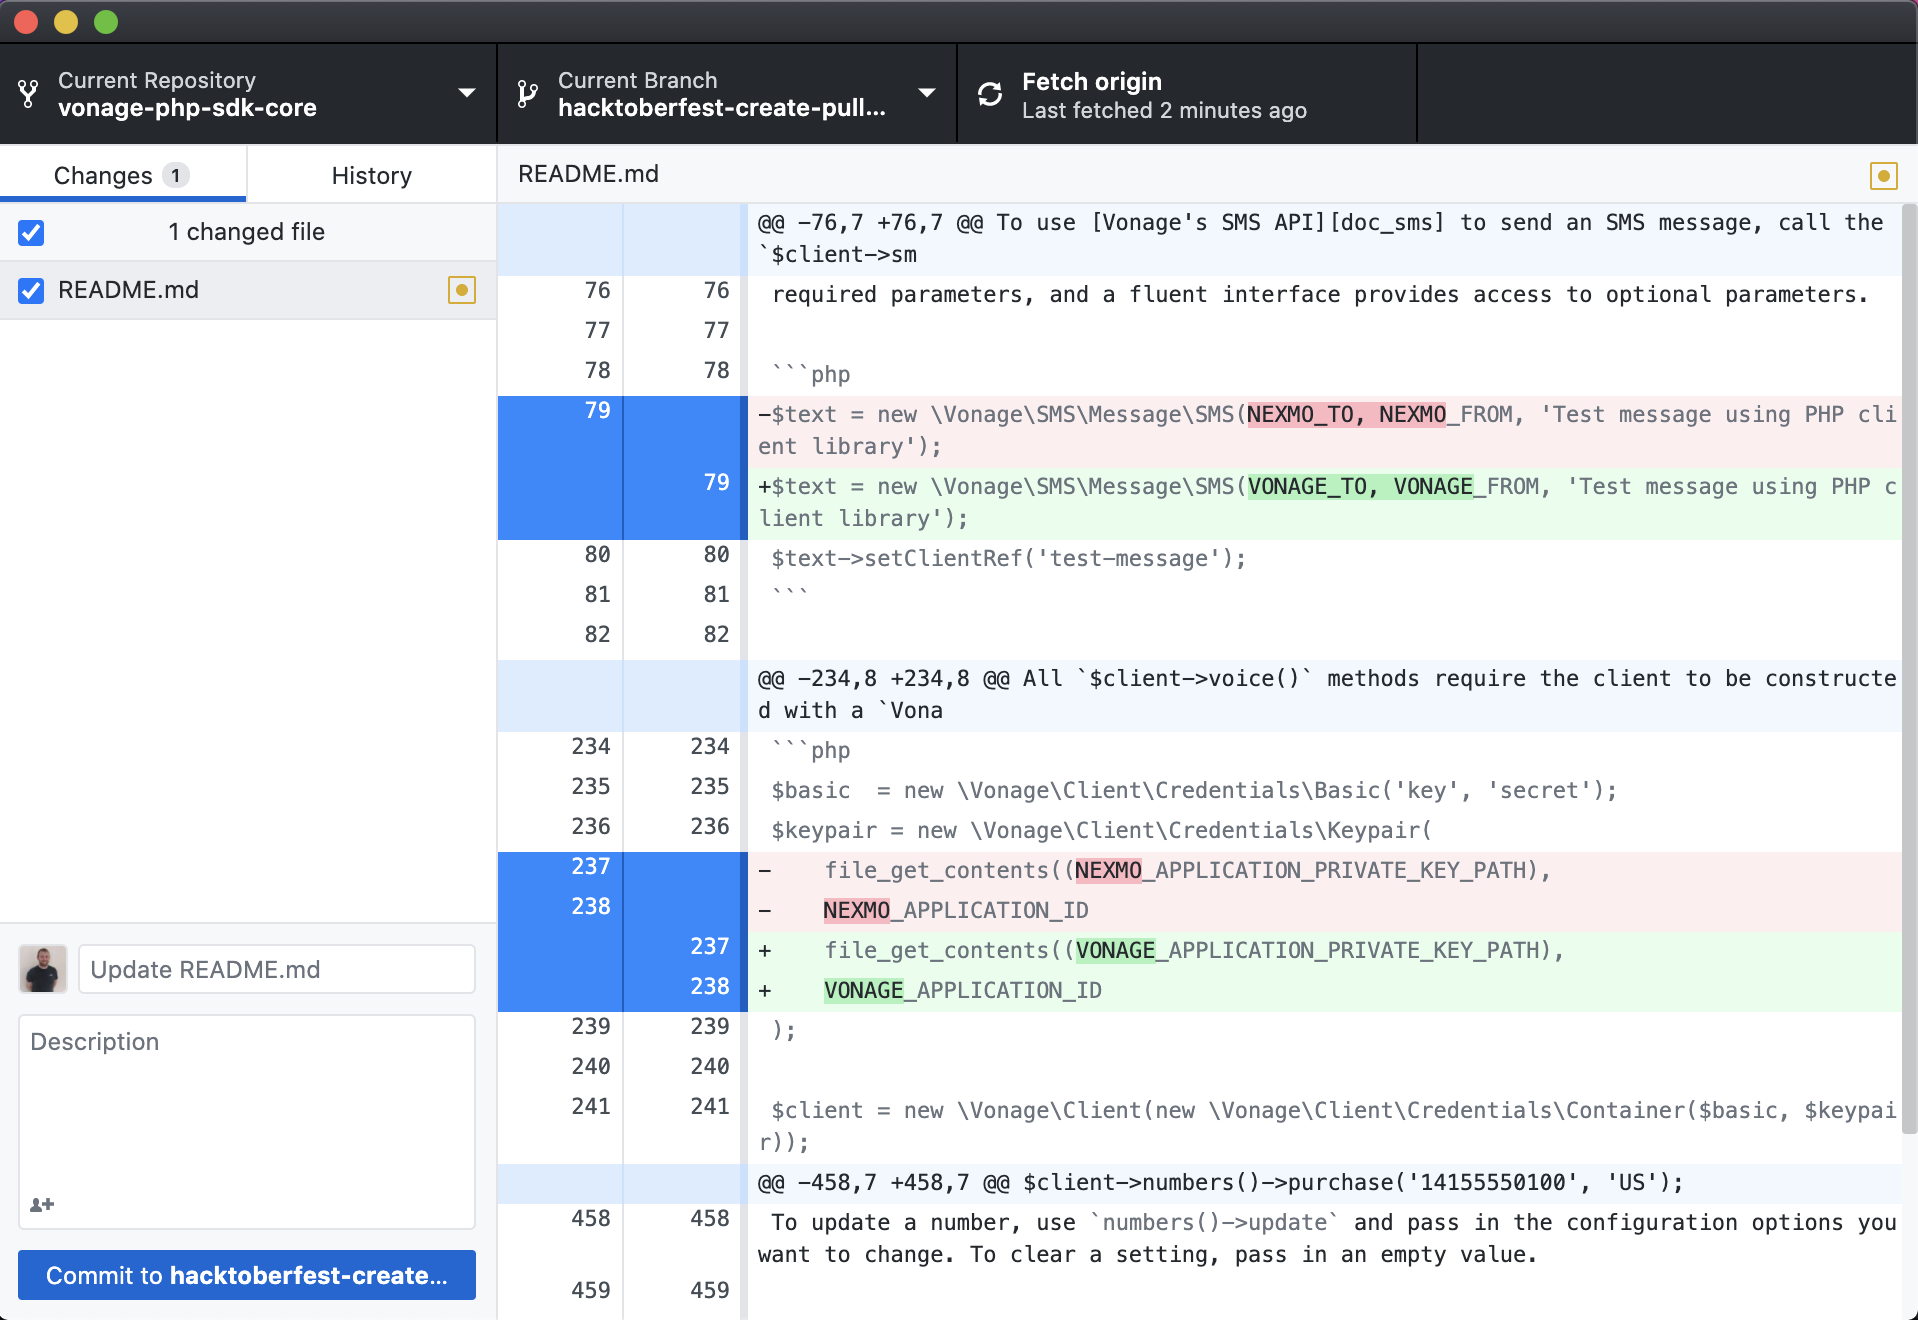 Current Repository
vonage-php-sdk-core
Current Branch
hacktoberfest-create-pull...
Fetch origin
Last fetched 2 minutes ago
Changes 1
History
1 changed file
README.md
Update README.md
Description
Commit to hacktoberfest-create...
README.md
@@ -76,7 +76,7 @@ To use [Vonage's SMS API][doc_sms] to send an SMS message, call the
`$client->sm
76 76 required parameters, and a fluent interface provides access to optional parameters.
77 77
78 78 ```php
79 -$text = new \Vonage\SMS\Message\SMS(NEXMO_TO, NEXMO_FROM, 'Test message using PHP cli
ent library');
79 +$text = new \Vonage\SMS\Message\SMS(VONAGE_TO, VONAGE_FROM, 'Test message using PHP c
lient library');
80 80 $text->setClientRef('test-message');
81 81 ```
82 82
@@ -234,8 +234,8 @@ All `$client->voice()` methods require the client to be constructe
d with a `Vona
234 234 ```php
235 235 $basic  = new \Vonage\Client\Credentials\Basic('key', 'secret');
236 236 $keypair = new \Vonage\Client\Credentials\Keypair(
237 -    file_get_contents((NEXMO_APPLICATION_PRIVATE_KEY_PATH),
238 -    NEXMO_APPLICATION_ID
237 +    file_get_contents((VONAGE_APPLICATION_PRIVATE_KEY_PATH),
238 +    VONAGE_APPLICATION_ID
239 239 );
240 240
241 241 $client = new \Vonage\Client(new \Vonage\Client\Credentials\Container($basic, $keypai
r));
@@ -458,7 +458,7 @@ $client->numbers()->purchase('14155550100', 'US');
458 458 To update a number, use `numbers()->update` and pass in the configuration options you
want to change. To clear a setting, pass in an empty value.
459 459